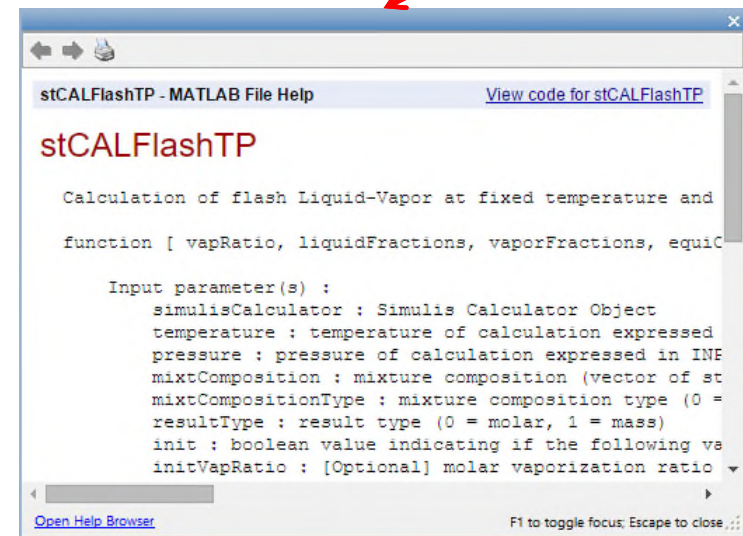 stCALFlashTP - MATLAB File Help View code for stCALFlashTP
stCALFlashTP
Calculation of flash Liquid-Vapor at fixed temperature and
function [ vapRatio, liquidFractions, vaporFractions, equiC
Input parameter(s) :
simulisCalculator : Simulis Calculator Object
temperature : temperature of calculation expressed
pressure : pressure of calculation expressed in INP
mixtComposition : mixture composition (vector of st
mixtCompositionType : mixture composition type (0 =
resultType : result type (0 = molar, 1 = mass)
init : boolean value indicating if the following va
initVapRatio : [Optional] molar vaporization ratio
Open Help Browser F1 to toggle focus; Escape to close